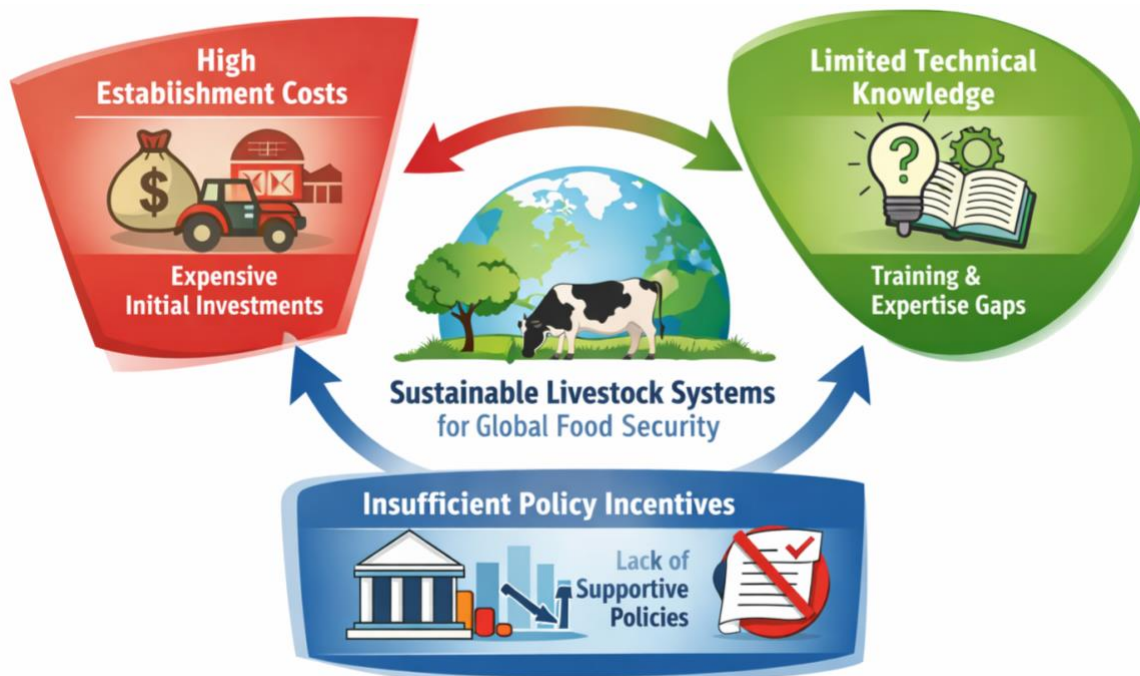 High
Establishment Costs
$
Expensive
Initial Investments
Limited Technical
Knowledge
?
Training &
Expertise Gaps
Sustainable Livestock Systems
for Global Food Security
Insufficient Policy Incentives
Lack of
Supportive
Policies